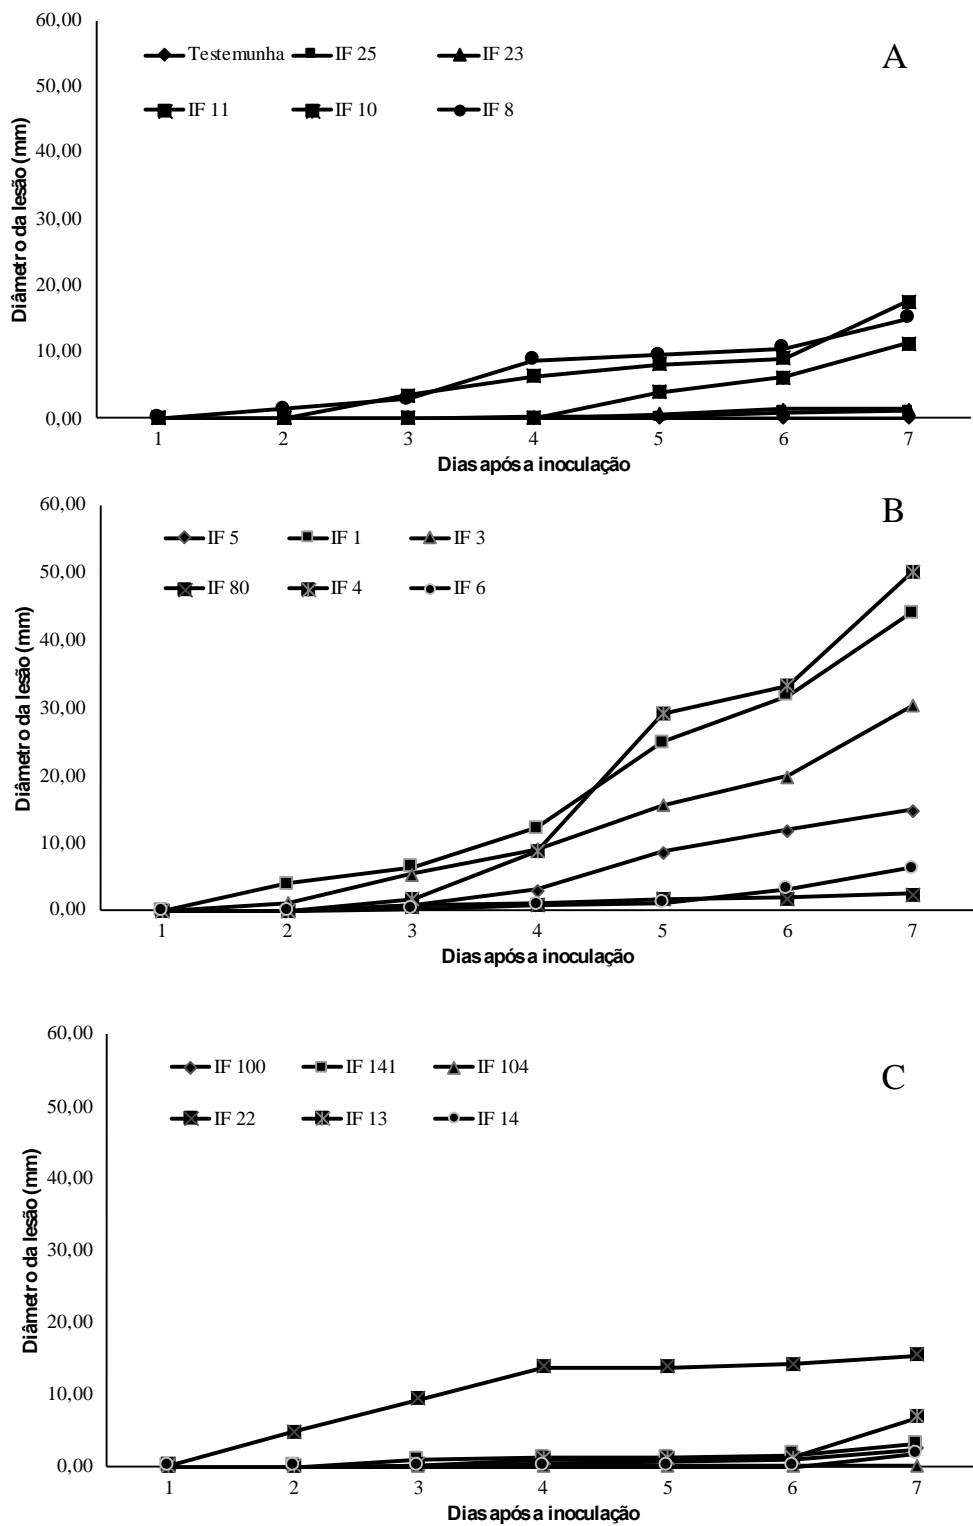 60,00
Testemunha IF 25 IF 23
A
50,00
IF 11 IF 10 IF 8
40,00
30,00
20,00
10,00
0,00
1 2 3 4 5 6 7
Diâmetro da lesão (mm)
Dias após a inoculação
60,00
B
IF 5 IF 1 IF 3
50,00
IF 80 IF 4 IF 6
40,00
30,00
20,00
10,00
0,00
1 2 3 4 5 6 7
Diâmetro da lesão (mm)
Dias após a inoculação
60,00
IF 100 IF 141 IF 104
C
50,00
IF 22 IF 13 IF 14
40,00
30,00
20,00
10,00
0,00
1 2 3 4 5 6 7
Diâmetro da lesão (mm)
Dias após a inoculação